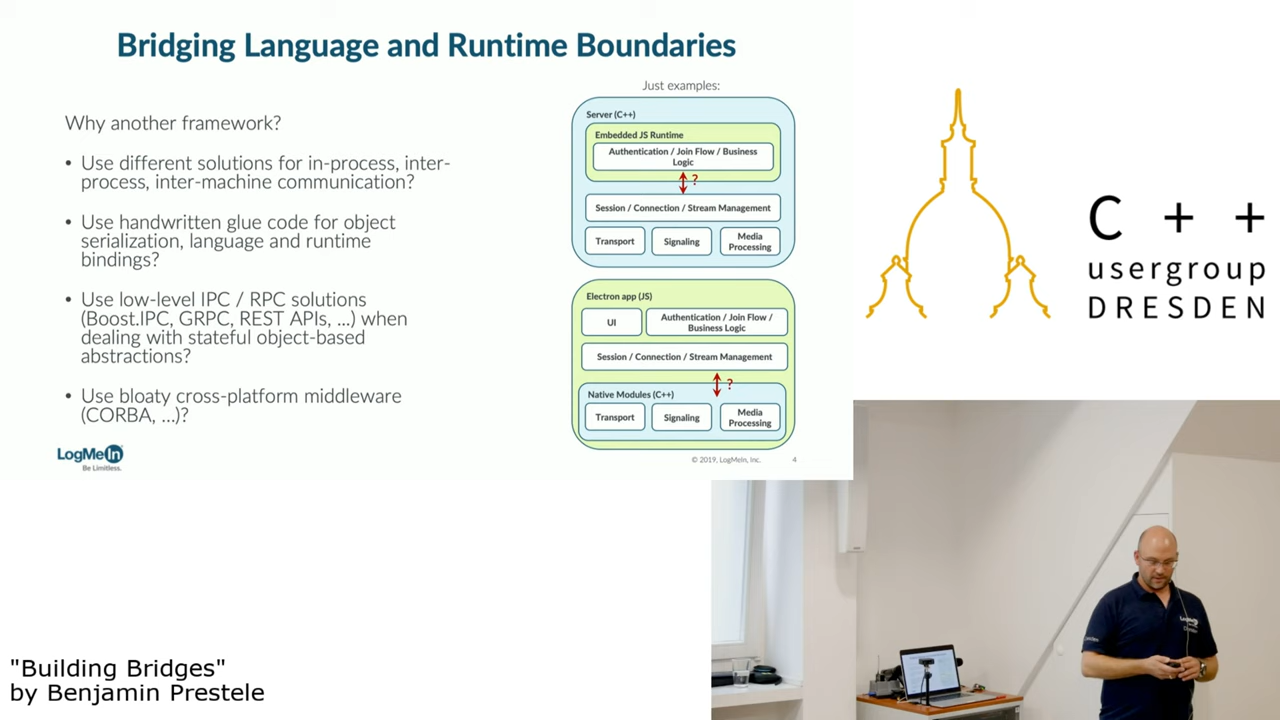 Bridging Language and Runtime Boundaries
Why another framework?
• Use different solutions for in-process, inter-
process, inter-machine communication?
• Use handwritten glue code for object
serialization, language and runtime
bindings?
• Use low-level IPC / RPC solutions
(Boost.IPC, GRPC, REST APIs, ...) when
dealing with stateful object-based
abstractions?
• Use bloaty cross-platform middleware
(CORBA, ...)?
Just examples:
Server (C++)
Embedded JS Runtime
Authentication / Join Flow / Business
Logic
?
Session / Connection / Stream Management
Transport
Signaling
Media
Processing
Electron app (JS)
UI
Authentication / Join Flow /
Business Logic
Session / Connection / Stream Management
?
Native Modules (C++)
Transport
Signaling
Media
Processing
LogMeIn
Be Limitless.
© 2019, LogMeIn, Inc.
4
C + +
usergroup
DRESDEN
LogMeIn
"Building Bridges"
by Benjamin Prestele